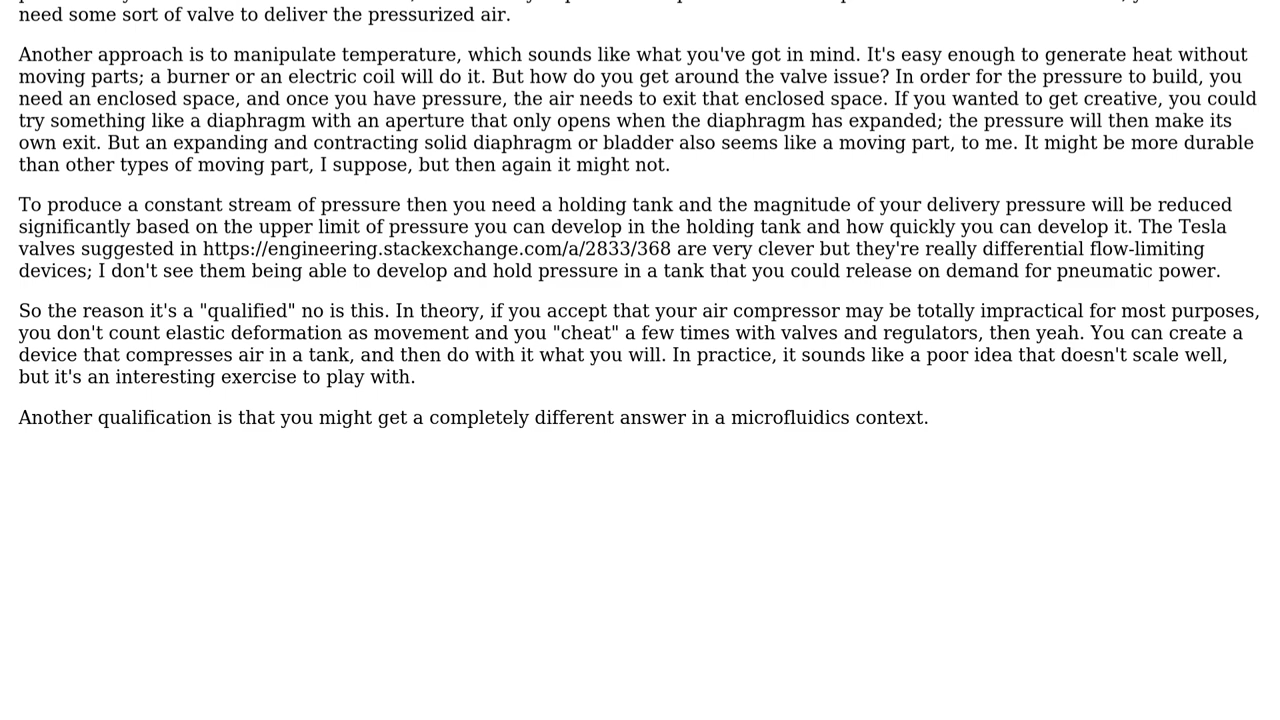 need some sort of valve to deliver the pressurized air.
Another approach is to manipulate temperature, which sounds like what you've got in mind. It's easy enough to generate heat without
moving parts; a burner or an electric coil will do it. But how do you get around the valve issue? In order for the pressure to build, you
need an enclosed space, and once you have pressure, the air needs to exit that enclosed space. If you wanted to get creative, you could
try something like a diaphragm with an aperture that only opens when the diaphragm has expanded; the pressure will then make its
own exit. But an expanding and contracting solid diaphragm or bladder also seems like a moving part, to me. It might be more durable
than other types of moving part, I suppose, but then again it might not.
To produce a constant stream of pressure then you need a holding tank and the magnitude of your delivery pressure will be reduced
significantly based on the upper limit of pressure you can develop in the holding tank and how quickly you can develop it. The Tesla
valves suggested in https://engineering.stackexchange.com/a/2833/368 are very clever but they're really differential flow-limiting
devices; I don't see them being able to develop and hold pressure in a tank that you could release on demand for pneumatic power.
So the reason it's a "qualified" no is this. In theory, if you accept that your air compressor may be totally impractical for most purposes,
you don't count elastic deformation as movement and you "cheat" a few times with valves and regulators, then yeah. You can create a
device that compresses air in a tank, and then do with it what you will. In practice, it sounds like a poor idea that doesn't scale well,
but it's an interesting exercise to play with.
Another qualification is that you might get a completely different answer in a microfluidics context.